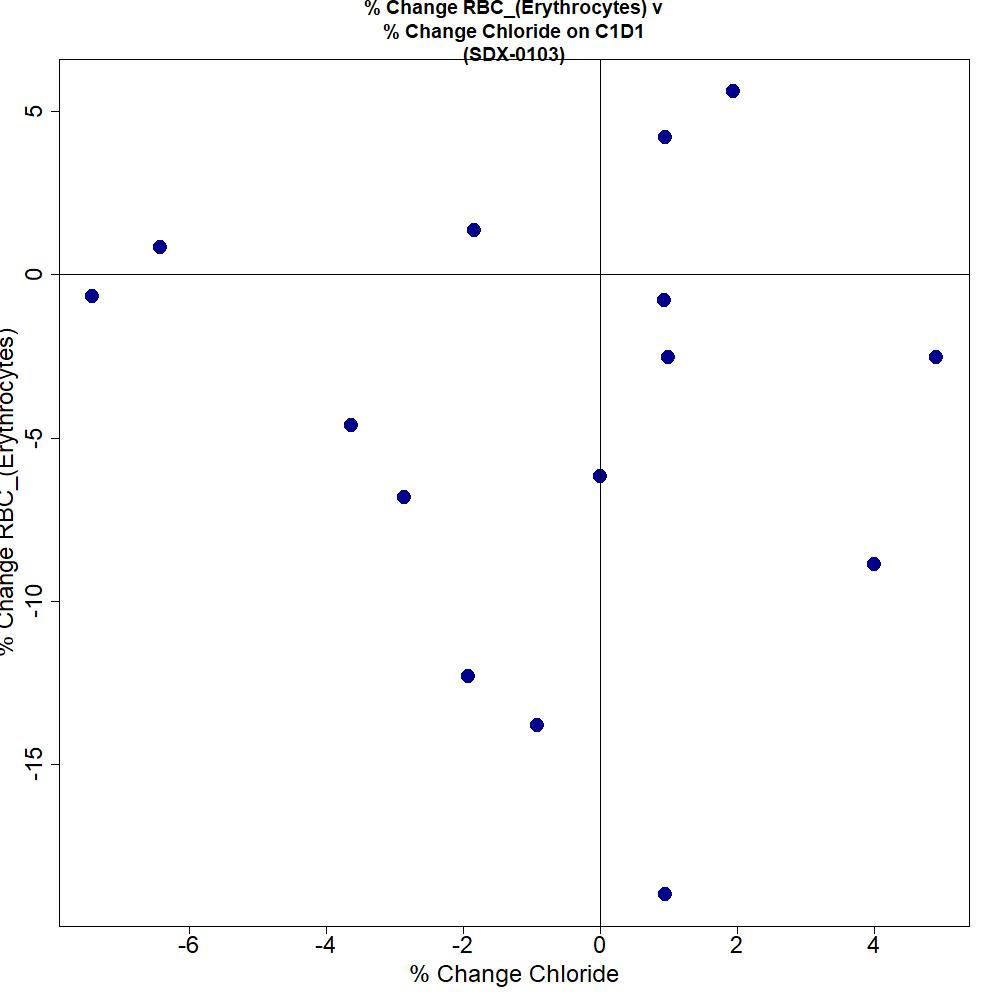 % Change RBC_(Erythrocytes) v
% Change Chloride on C1D1
(SDX-0103)
% Change RBC_(Erythrocytes)
5
0
-5
-10
-15
-6
-4
-2
0
2
4
% Change Chloride